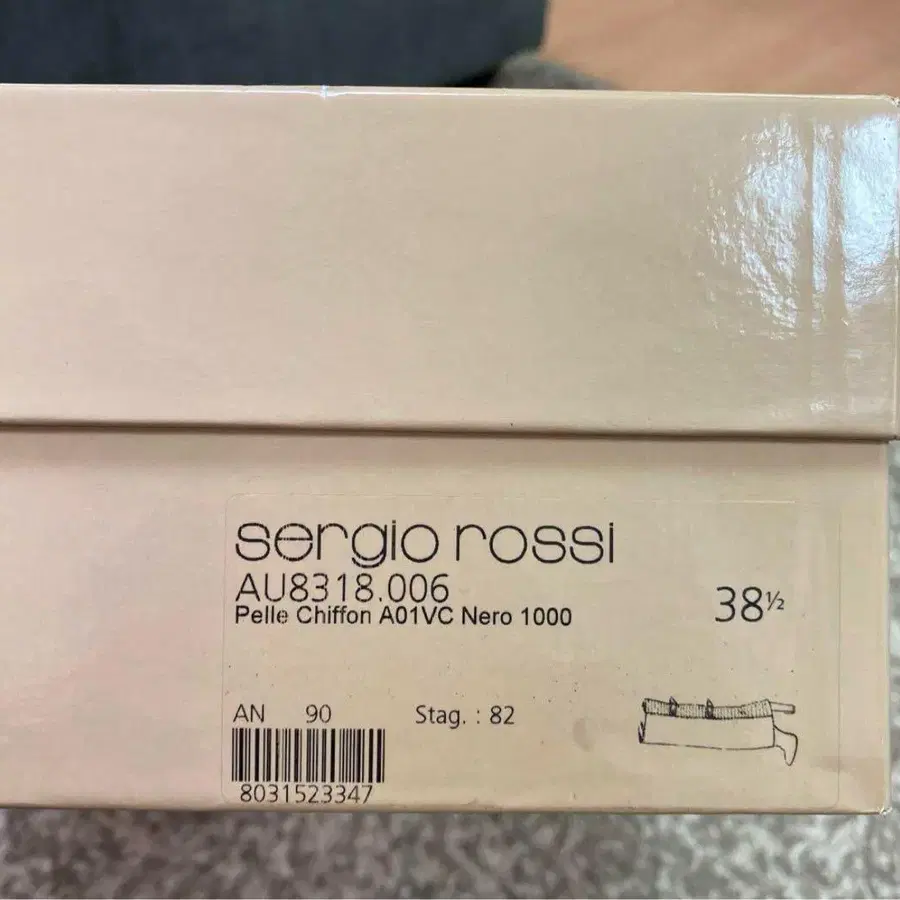 sergio rossi
AU8318.006
Pelle Chiffon A01VC Nero 1000
38½
AN 90 Stag. : 82
8031523347